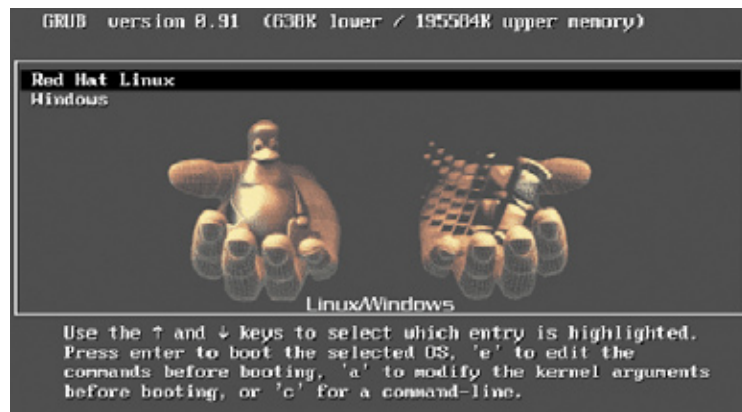 GRUB version 0.91 (638K lower / 195584K upper memory)
Red Hat Linux
Windows
Linux/Windows
Use the ↑ and ↓ keys to select which entry is highlighted.
Press enter to boot the selected OS, 'e' to edit the
commands before booting, 'a' to modify the kernel arguments
before booting, or 'c' for a command-line.